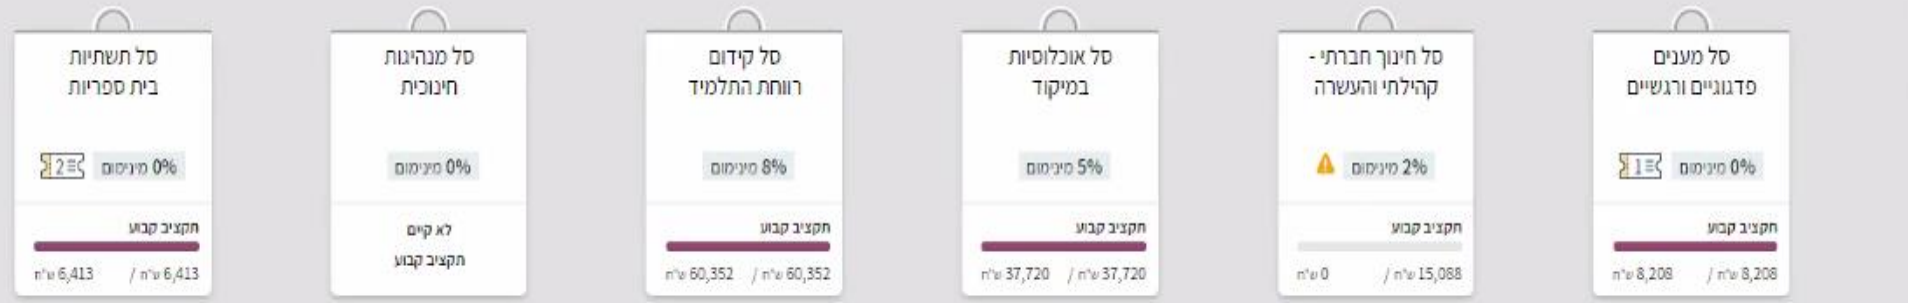 סל מענים
פדגוגיים ורגשיים
0% מינימום
1
תקציב קבוע
8,208 ש"ח / 8,208 ש"ח
סל חינוך חברתי -
קהילתי והעשרה
2% מינימום
תקציב קבוע
15,088 ש"ח / 0 ש"ח
סל אוכלוסיות
במיקוד
5% מינימום
תקציב קבוע
37,720 ש"ח / 37,720 ש"ח
סל קידום
רווחת התלמיד
8% מינימום
תקציב קבוע
60,352 ש"ח / 60,352 ש"ח
סל מנהיגות
חינוכית
0% מינימום
לא קיים
תקציב קבוע
סל תשתיות
בית ספריות
0% מינימום
2
תקציב קבוע
6,413 ש"ח / 6,413 ש"ח